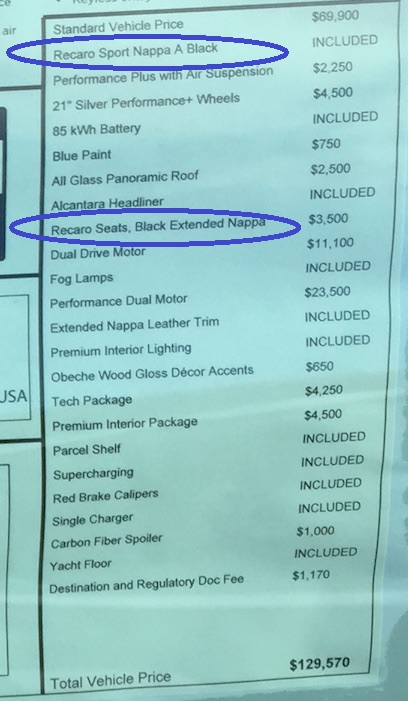 air
Standard Vehicle Price $69,900
Recaro Sport Nappa A Black INCLUDED
Performance Plus with Air Suspension $2,250
21" Silver Performance+ Wheels $4,500
85 kWh Battery INCLUDED
Blue Paint $750
All Glass Panoramic Roof $2,500
Alcantara Headliner INCLUDED
Recaro Seats, Black Extended Nappa $3,500
Dual Drive Motor $11,100
Fog Lamps INCLUDED
Performance Dual Motor $23,500
Extended Nappa Leather Trim INCLUDED
Premium Interior Lighting INCLUDED
Obeche Wood Gloss Décor Accents $650
USA
Tech Package $4,250
Premium Interior Package $4,500
Parcel Shelf INCLUDED
Supercharging INCLUDED
Red Brake Calipers INCLUDED
Single Charger INCLUDED
Carbon Fiber Spoiler $1,000
Yacht Floor INCLUDED
Destination and Regulatory Doc Fee $1,170
Total Vehicle Price $129,570